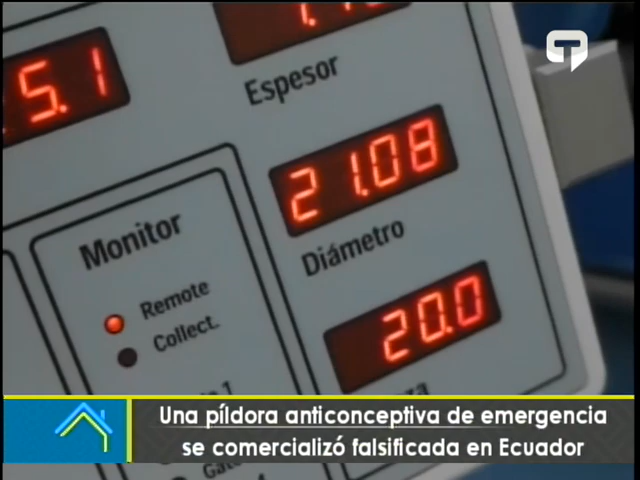 5.1
Espesor
21.08
Diámetro
20.0
Monitor
Remote
Collect.
Una píldora anticonceptiva de emergencia
se comercializó falsificada en Ecuador